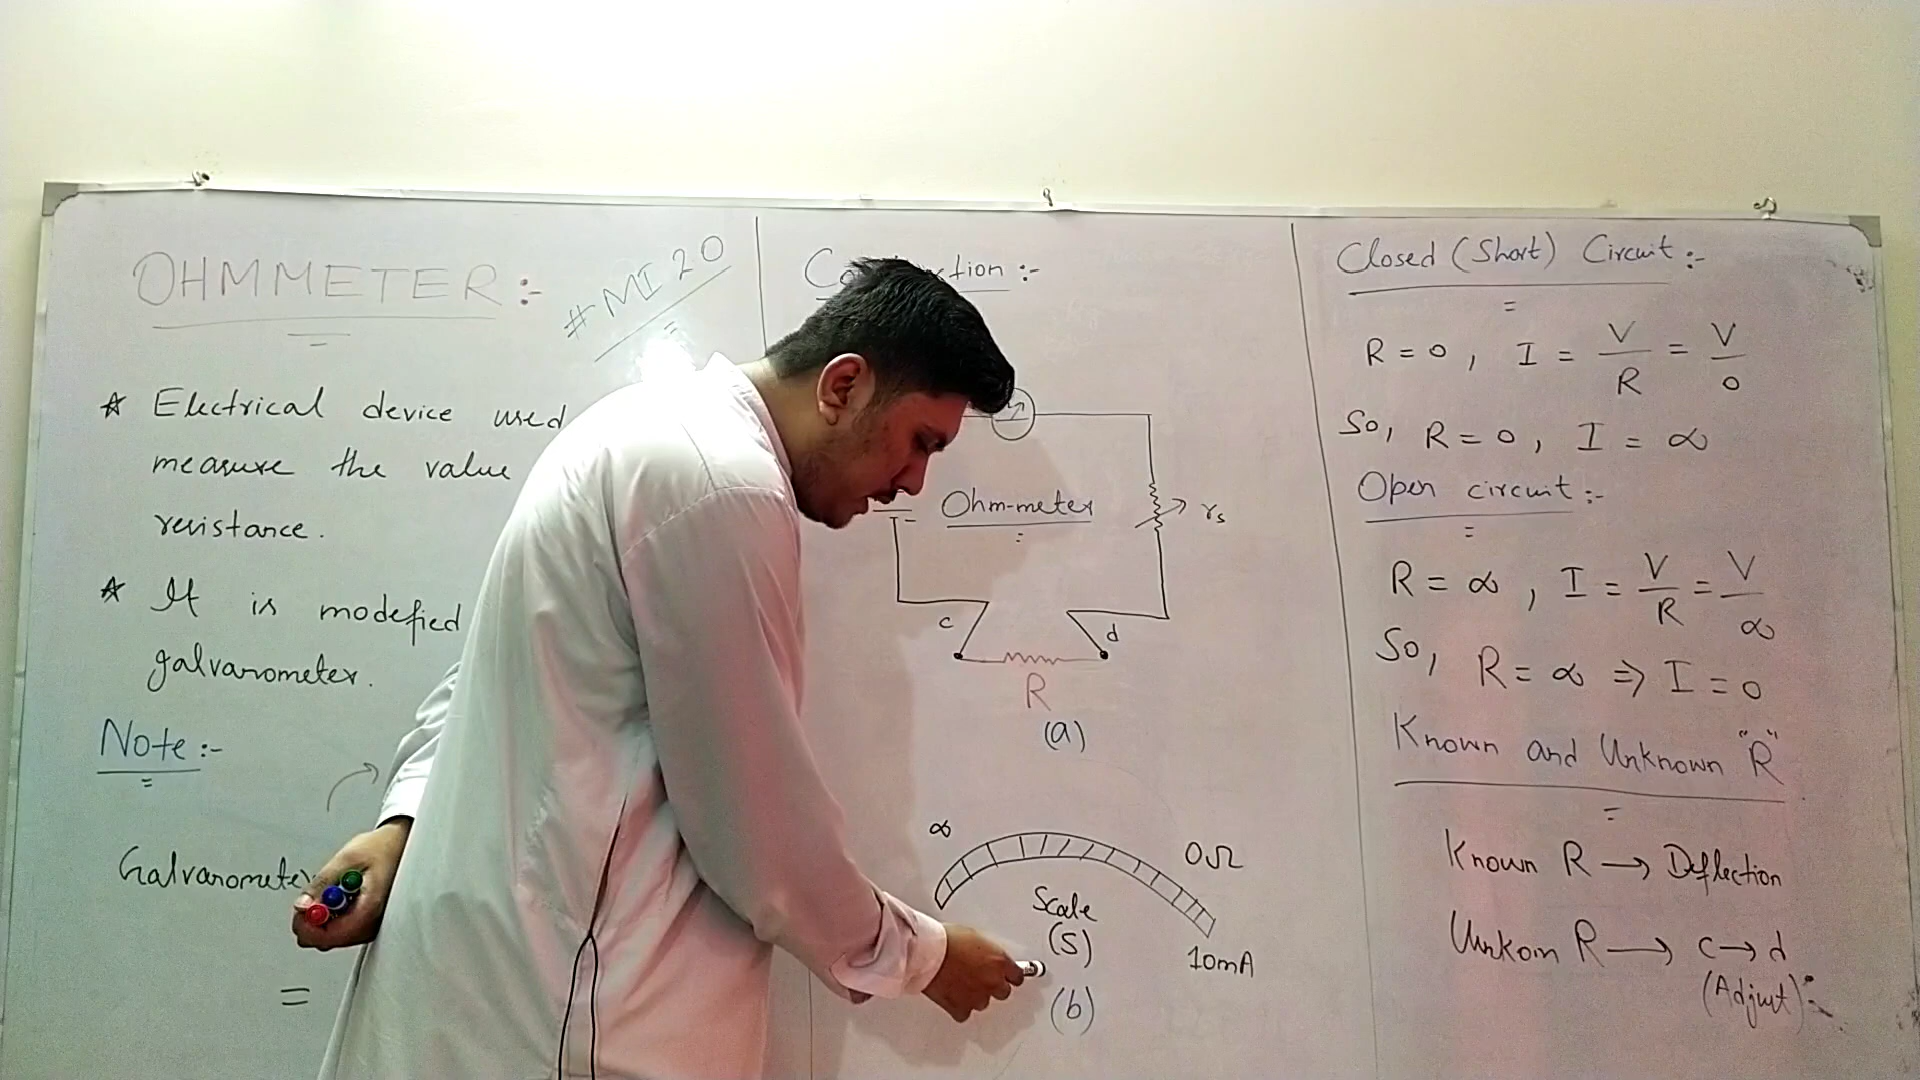 OHMMETER :-
# MI 20
☆ Electrical device used
measure the value
resistance.
☆ It is modefied
galvanometer.
Note :-
Galvanometer
=
:-
Ohm-meter
-
rs
c
d
R
(a)
∞
0Ω
Scale
(S)
10mA
(b)
Closed (Short) Circuit :-
R = 0 , I = V/R = V/0
So, R = 0 , I = ∞
Open circuit :-
R = ∞ , I = V/R = V/∞
So, R = ∞ ⇒ I = 0
Known and Unknown "R"
Known R → Deflection
Unkown R → c → d
(Adjust) :-